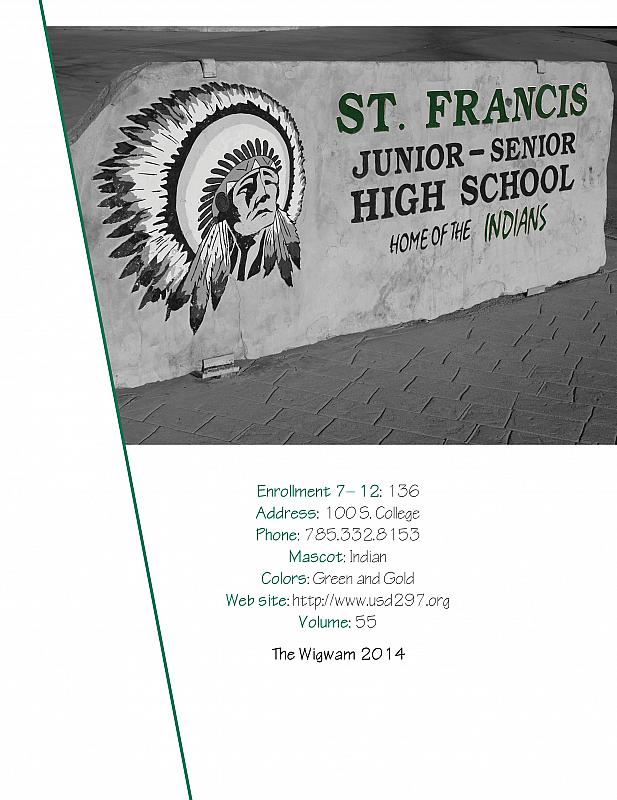 ST. FRANCIS
JUNIOR-SENIOR
HIGH SCHOOL
HOME OF THE INDIANS
Enrollment 7-12: 136
Address: 100 S. College
Phone: 785.332.8153
Mascot: Indian
Colors: Green and Gold
Web site: http://www.usd297.org
Volume: 55
The Wigwam 2014